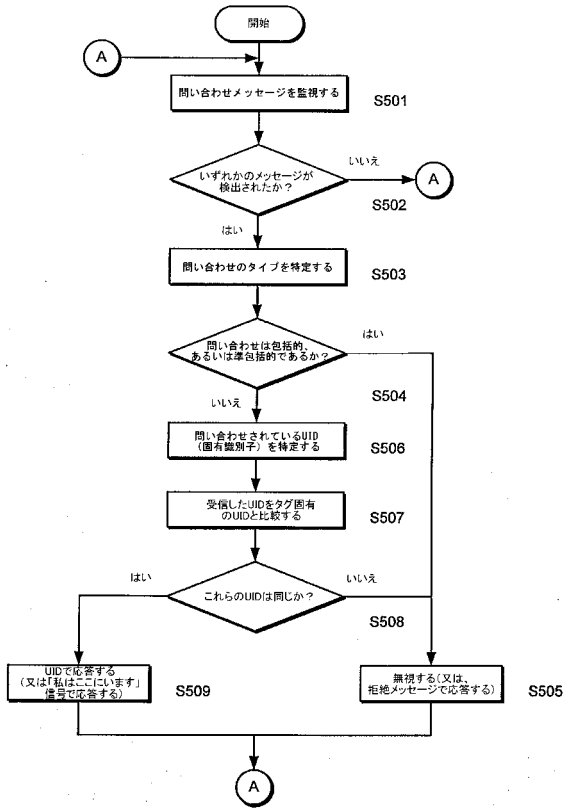 開始
A
問い合わせメッセージを監視する
S501
いずれかのメッセージが
検出されたか？
いいえ
A
S502
はい
問い合わせのタイプを特定する
S503
問い合わせは包括的、
あるいは準包括的であるか？
はい
S504
いいえ
問い合わせされているUID
（固有識別子）を特定する
S506
受信したUIDをタグ固有
のUIDと比較する
S507
はい
これらのUIDは同じか？
いいえ
S508
UIDで応答する
（又は「私はここにいます」
信号で応答する）
S509
無視する（又は、
拒絶メッセージで応答する）
S505
A